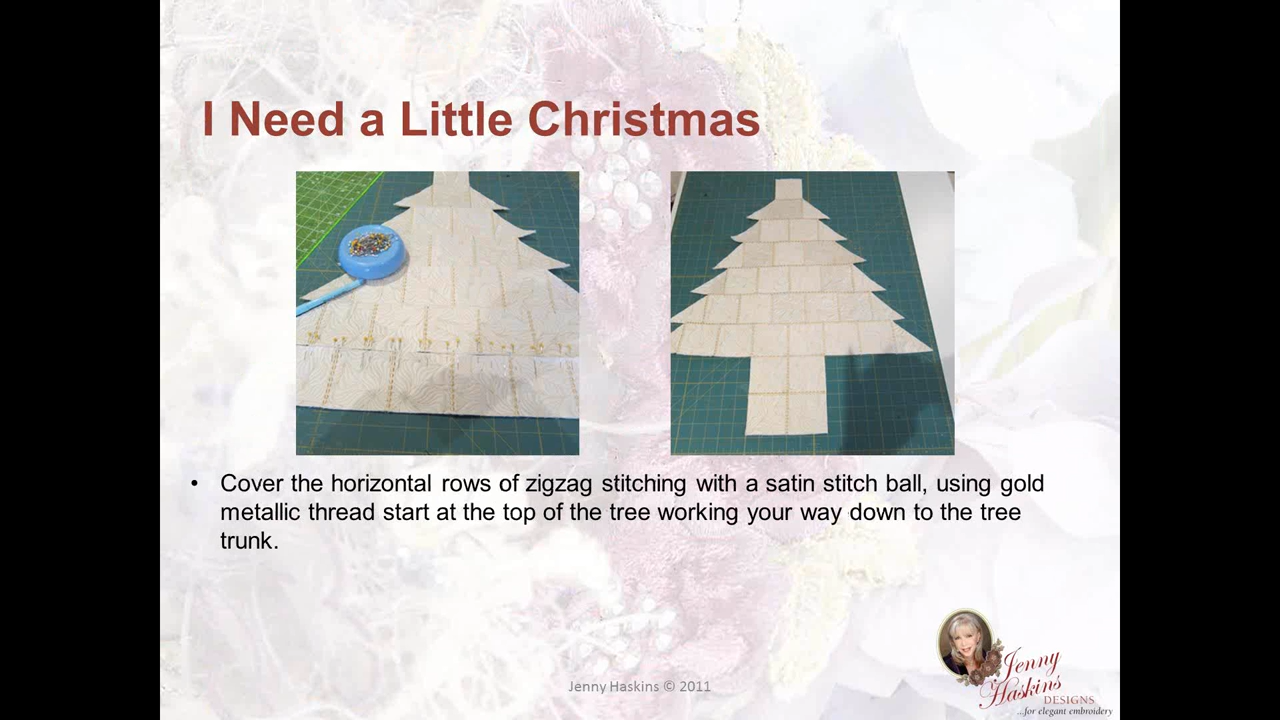 I Need a Little Christmas
• Cover the horizontal rows of zigzag stitching with a satin stitch ball, using gold
metallic thread start at the top of the tree working your way down to the tree
trunk.
Jenny Haskins © 2011
Jenny
Haskins
DESIGNS
...for elegant embroidery